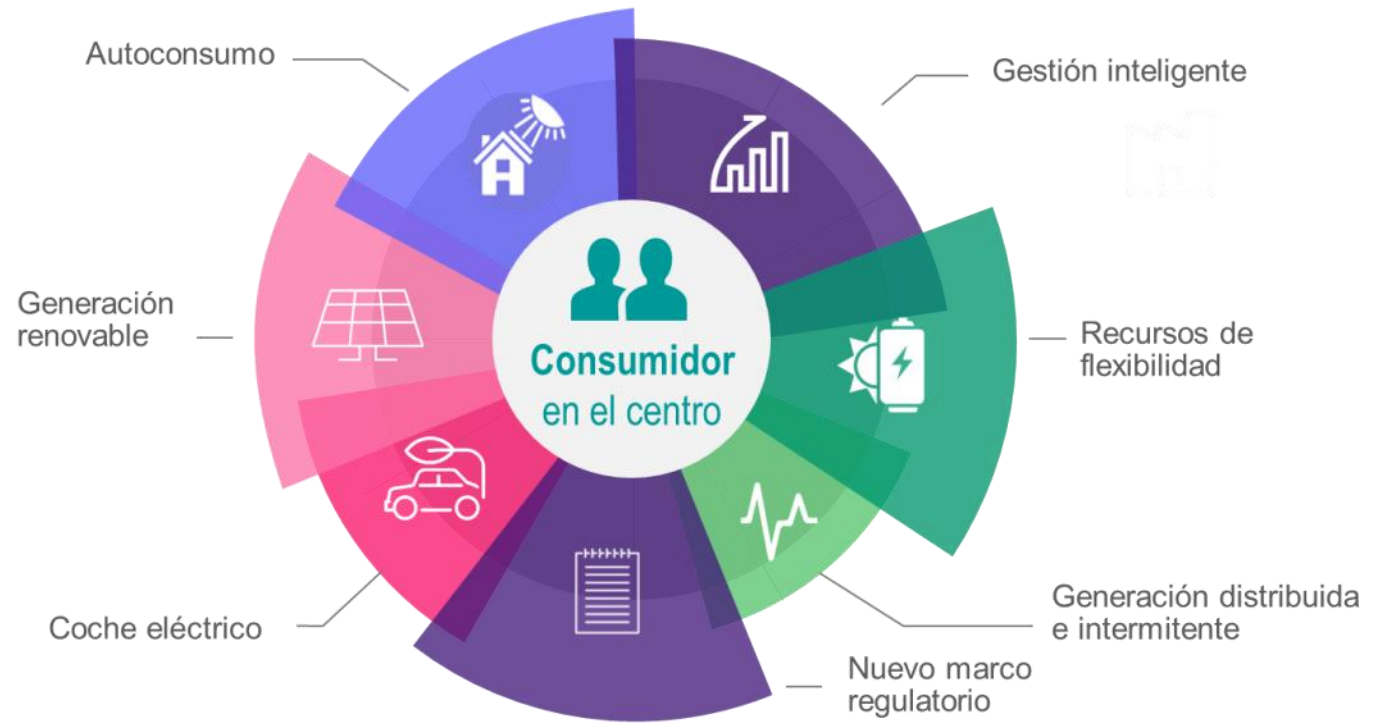 Autoconsumo
Gestión inteligente
Generación
renovable
Consumidor
en el centro
Recursos de
flexibilidad
Coche eléctrico
Generación distribuida
e intermitente
Nuevo marco
regulatorio